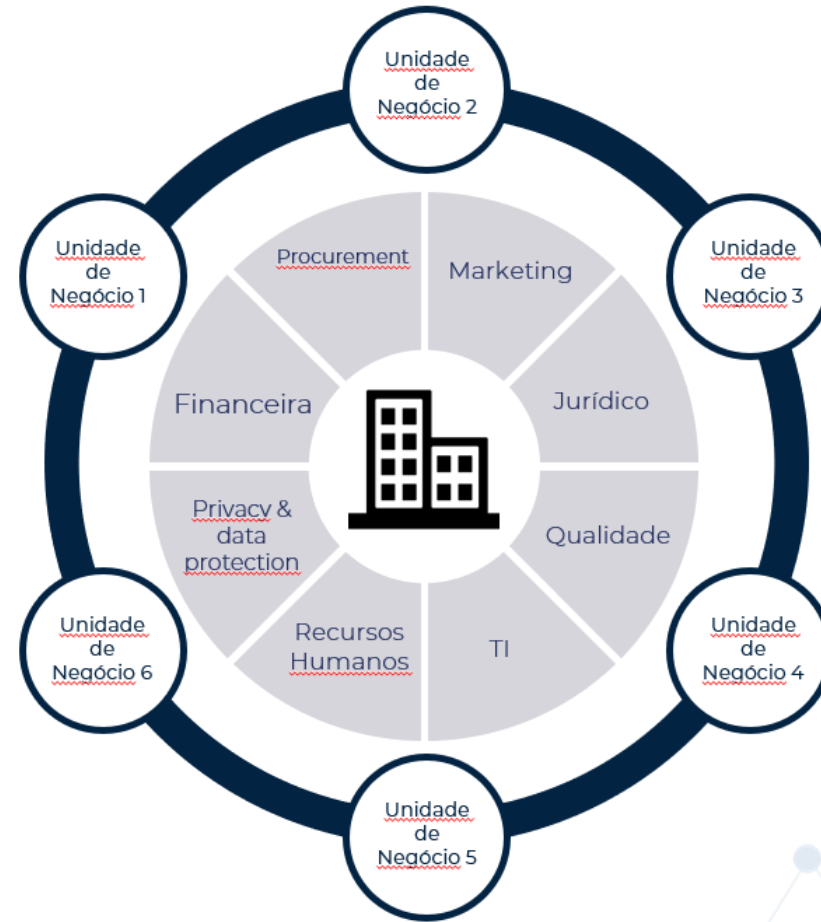 Unidade
de
Negócio 2
Unidade
de
Negócio 1
Unidade
de
Negócio 3
Procurement
Marketing
Financeira
Jurídico
Privacy &
data
protection
Qualidade
Recursos
Humanos
TI
Unidade
de
Negócio 6
Unidade
de
Negócio 4
Unidade
de
Negócio 5